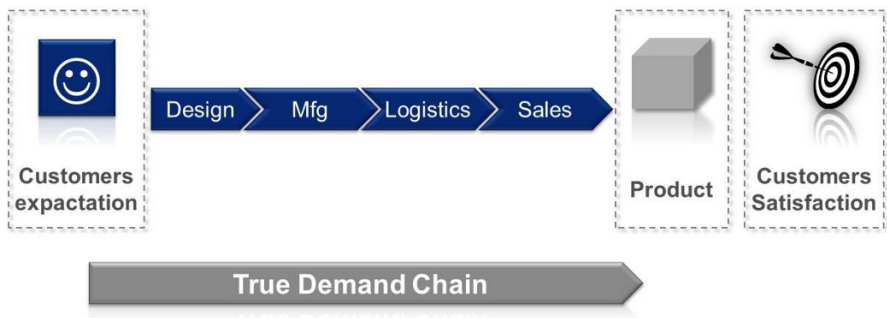 Customers
expactation
Design
Mfg
Logistics
Sales
Product
Customers
Satisfaction
True Demand Chain